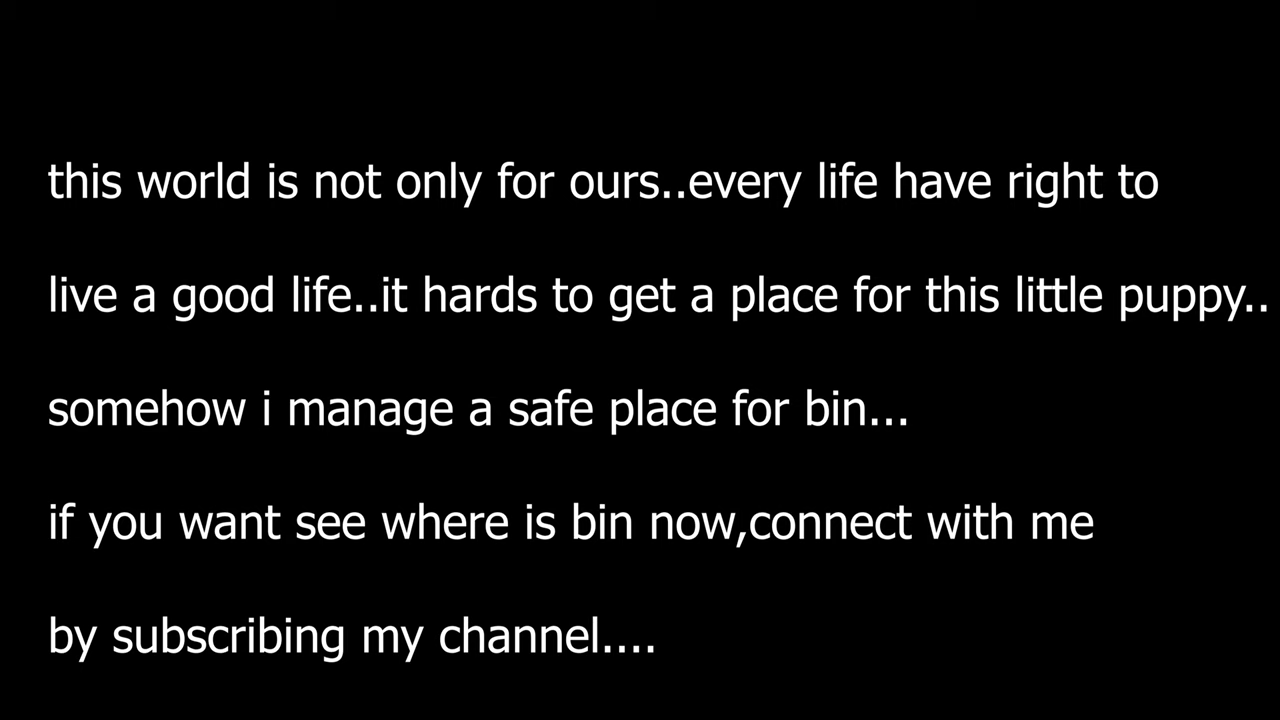 this world is not only for ours..every life have right to
live a good life..it hards to get a place for this little puppy..
somehow i manage a safe place for bin...
if you want see where is bin now,connect with me
by subscribing my channel....